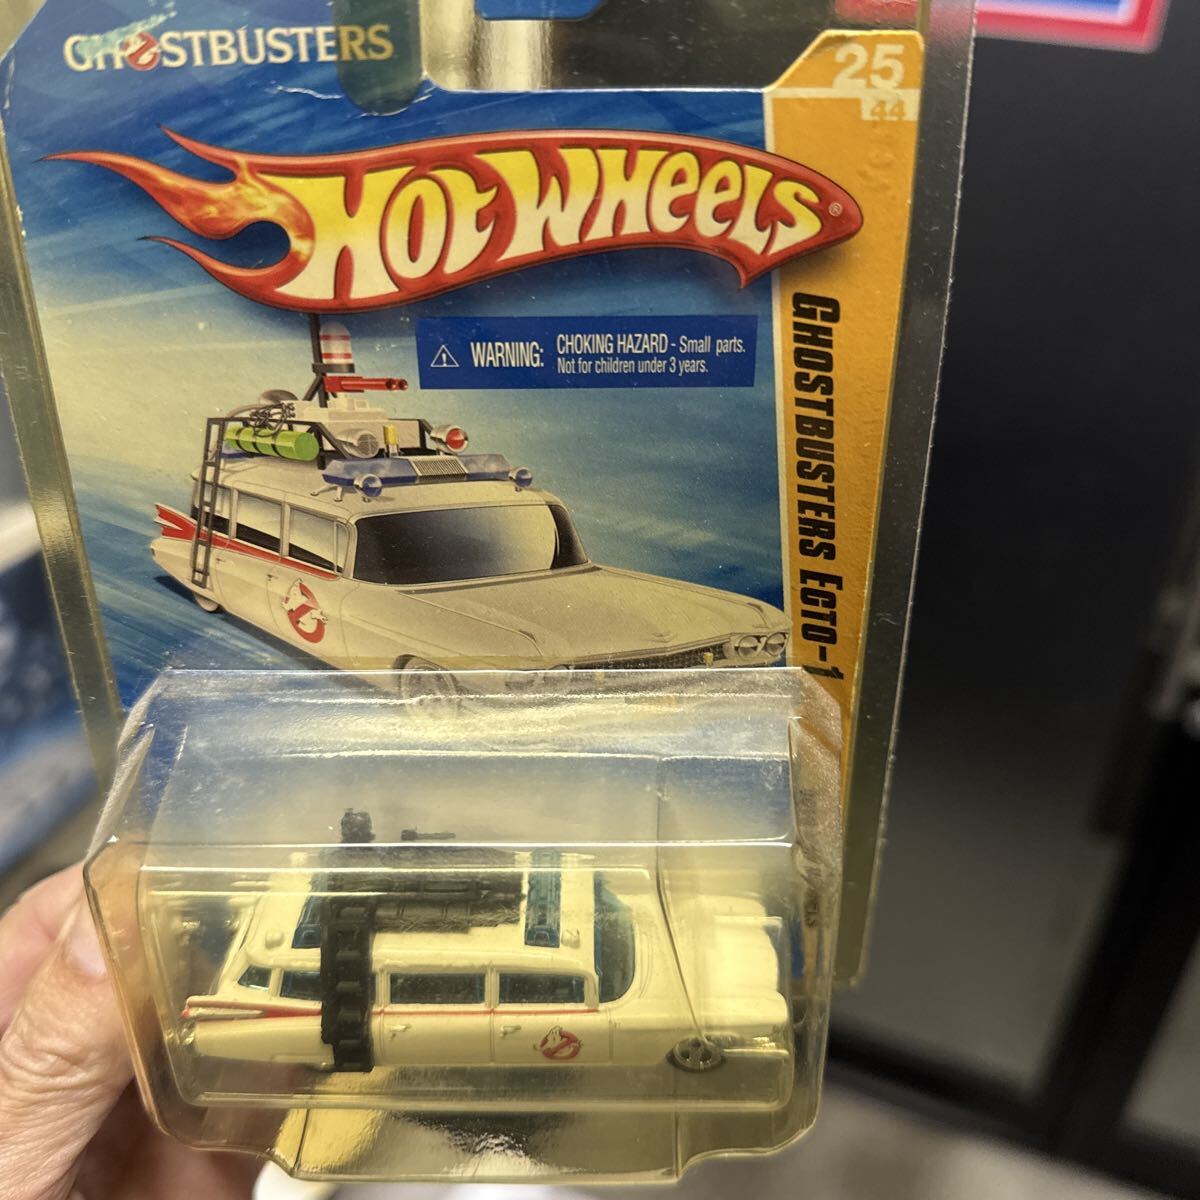 GHOSTBUSTERS
25
44
HOT WHEELS®
WARNING: CHOKING HAZARD - Small parts.
Not for children under 3 years.
GHOSTBUSTERS ECTO-1